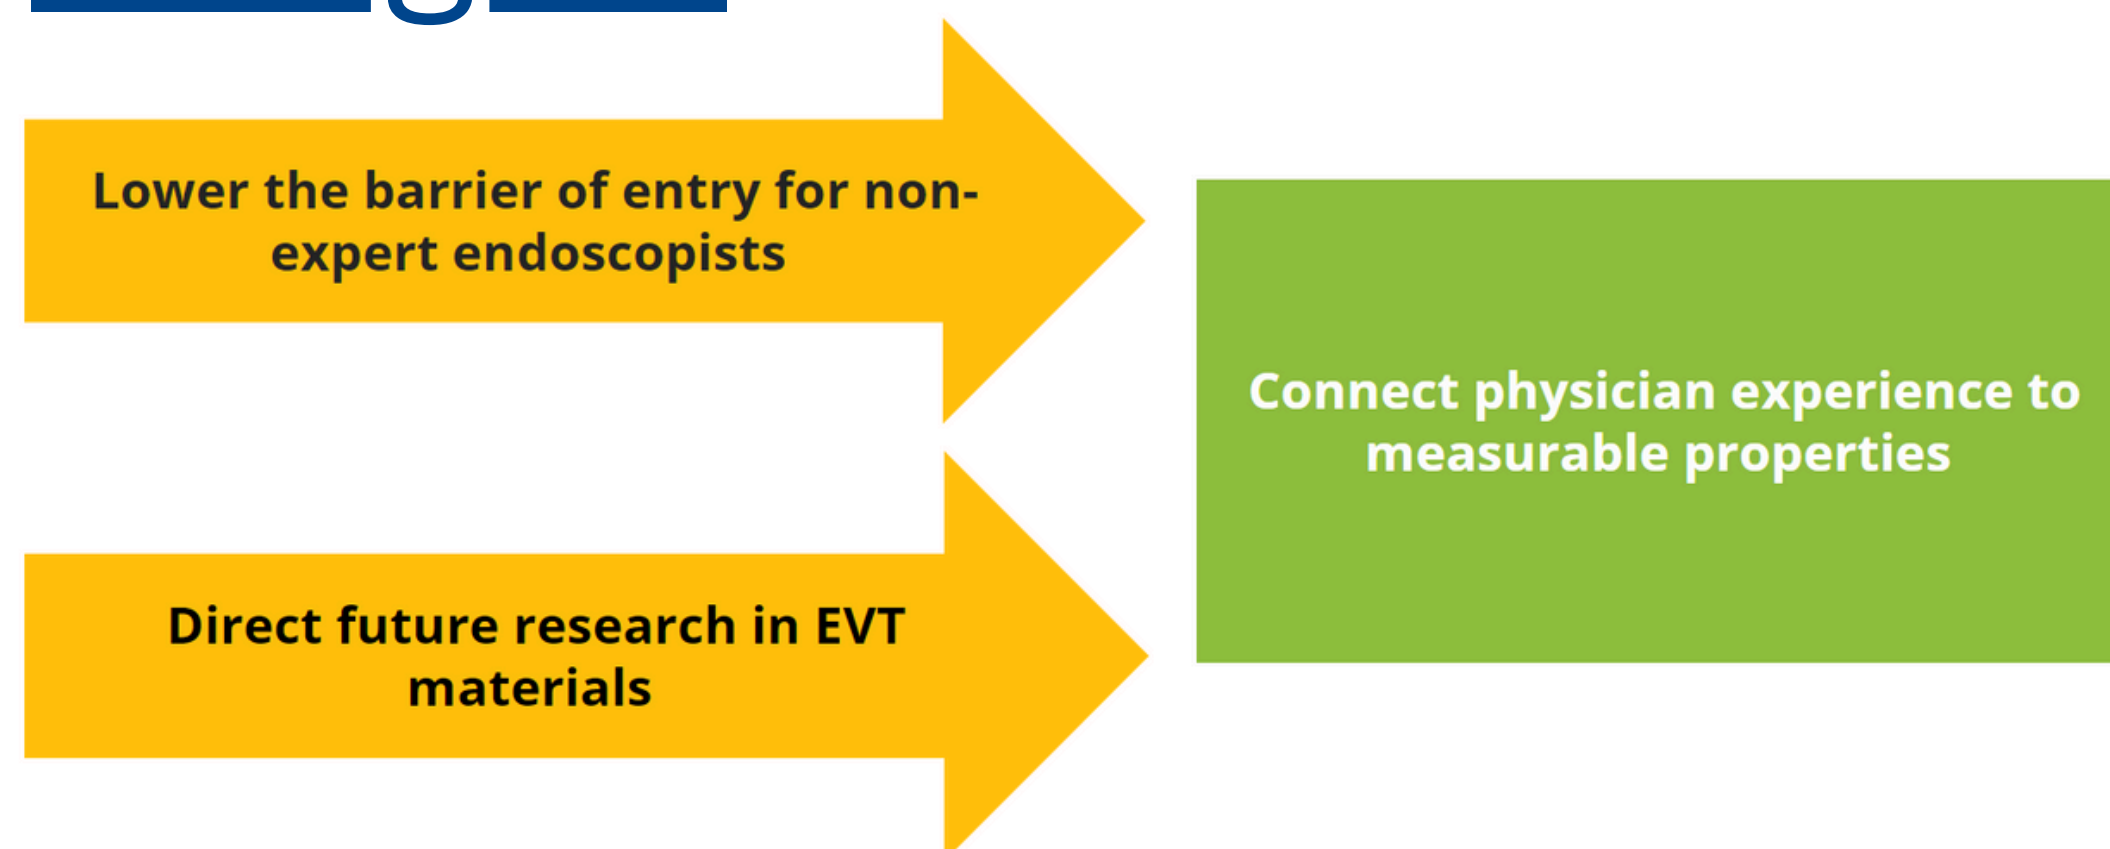 Lower the barrier of entry for non-
expert endoscopists
Connect physician experience to
measurable properties
Direct future research in EVT
materials